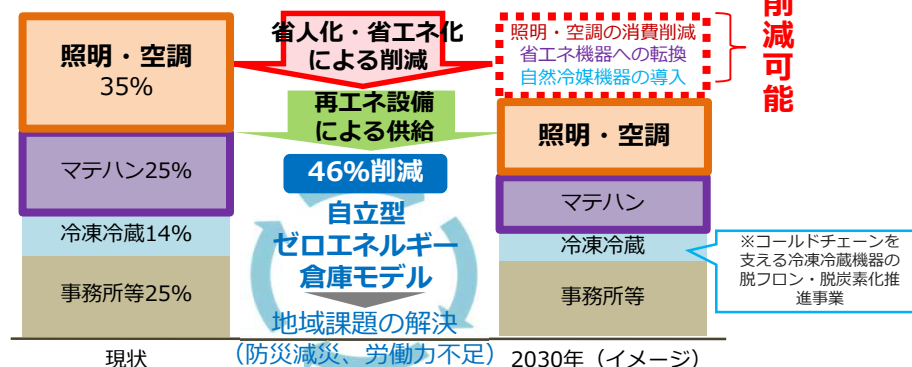 照明・空調
35%
マテハン25%
冷凍冷蔵14%
事務所等25%
現状
省人化・省エネ化
による削減
再エネ設備
による供給
46%削減
自立型
ゼロエネルギー
倉庫モデル
地域課題の解決
（防災減災、労働力不足）
照明・空調の消費削減
省エネ機器への転換
自然冷媒機器の導入
削減可能
照明・空調
マテハン
冷凍冷蔵
事務所等
2030年（イメージ）
※コールドチェーンを
支える冷凍冷蔵機器の
脱フロン・脱炭素化推
進事業